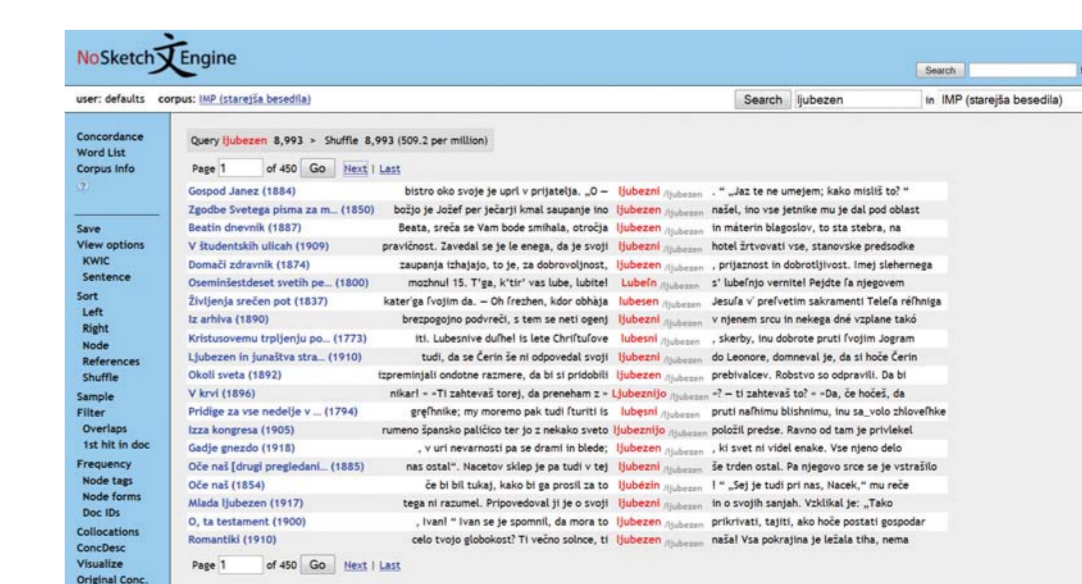 NoSketch Engine
Search
user: defaults corpus: IMP (starejša besedila)
Search ljubezen in IMP (starejša besedila)
Concordance
Word List
Corpus Info
?
Save
View options
KWIC
Sentence
Sort
Left
Right
Node
References
Shuffle
Sample
Filter
Overlaps
1st hit in doc
Frequency
Node tags
Node forms
Doc IDs
Collocations
ConcDesc
Visualize
Original Conc.
Query ljubezen 8,993 > Shuffle 8,993 (509.2 per million)
Page 1 of 450 Go Next | Last
Gospod Janez (1884) bistro oko svoje je uprl v prijatelja. „O — ljubezni /ljubezen . “ „Jaz te ne umejem; kako misliš to? “
Zgodbe Svetega pisma za m... (1850) božjo je Jožef per ječarji kmal saupanje ino ljubezen /ljubezen našel, ino vse jetnike mu je dal pod oblast
Beatin dnevnik (1887) Beata, sreča se Vam bode smihala, otročja ljubezen /ljubezen in máterin blagoslov, to sta stebra, na
V študentskih ulicah (1909) pravičnost. Zavedal se je le enega, da je svoji ljubezni /ljubezen hotel žrtvovati vse, stanovske predsodke
Domači zdravnik (1874) zaupanja izhajajo, to je, za dobrovoljnost, ljubezen /ljubezen , prijaznost in dobrotljivost. Imej slehernega
Oseminšestdeset svetih pe... (1800) mozhnu! 15. T'ga, k'tir' vas lube, lubite! Lubeſn /ljubezen s' lubeſnjo vernite! Pejdte ſa njegovem
Življenja srečen pot (1837) kater'ga ſvojim da. — Oh ſrezhen, kdor obhàja lubesen /ljubezen Jesuſa v' preſvetim sakramenti Teleſa réſhniga
Iz arhiva (1890) brezpogojno podvreči, s tem se neti ogenj ljubezni /ljubezen v njenem srcu in nekega dné vzplane takó
Kristusovemu trpljenju po... (1773) iti. Lubesnive duſhe! is lete Chriſtuſove lubesni /ljubezen , skerby, inu dobrote pruti ſvojim Jogram
Ljubezen in junaštva stra... (1910) tudi, da se Čerin še ni odpovedal svoji ljubezni /ljubezen do Leonore, domneval je, da si hoče Čerin
Okoli sveta (1892) izpreminjali ondotne razmere, da bi si pridobili ljubezen /ljubezen prebivalcev. Robstvo so odpravili. Da bi
V krvi (1896) nikar! « »Ti zahtevaš torej, da preneham z » Ljubeznijo /ljubezen «? — ti zahtevaš to? « »Da, če hočeš, da
Pridige za vse nedelje v ... (1794) gręſhnike; my moremo pak tudi ſturiti is lubęsni /ljubezen pruti naſhimu blishnimu, inu sa_volo zhloveſhke
Izza kongresa (1905) rumeno špansko paličico ter jo z nekako sveto ljubeznijo /ljubezen položil predse. Ravno od tam je privlekel
Gadje gnezdo (1918) , v uri nevarnosti pa se drami in blede; ljubezen /ljubezen , ki svet ni videl enake. Vse njeno delo
Oče naš [drugi pregledani... (1885) nas ostal“. Nacetov sklep je pa tudi v tej ljubezni /ljubezen še trden ostal. Pa njegovo srce se je vstrašilo
Oče naš (1854) če bi bil tukaj, kako bi ga prosil za to ljubézin /ljubezen ! “ „Sej je tudi pri nas, Nacek,“ mu reče
Mlada ljubezen (1917) tega ni razumel. Pripovedoval ji je o svoji ljubezni /ljubezen in o svojih sanjah. Vzklikal je: „Tako
O, ta testament (1900) , Ivan! “ Ivan se je spomnil, da mora to ljubezen /ljubezen prikrivati, tajiti, ako hoče postati gospodar
Romantiki (1910) celo tvojo globokost? Ti večno solnce, ti ljubezen /ljubezen naša! Vsa pokrajina je ležala tiha, nema
Page 1 of 450 Go Next | Last